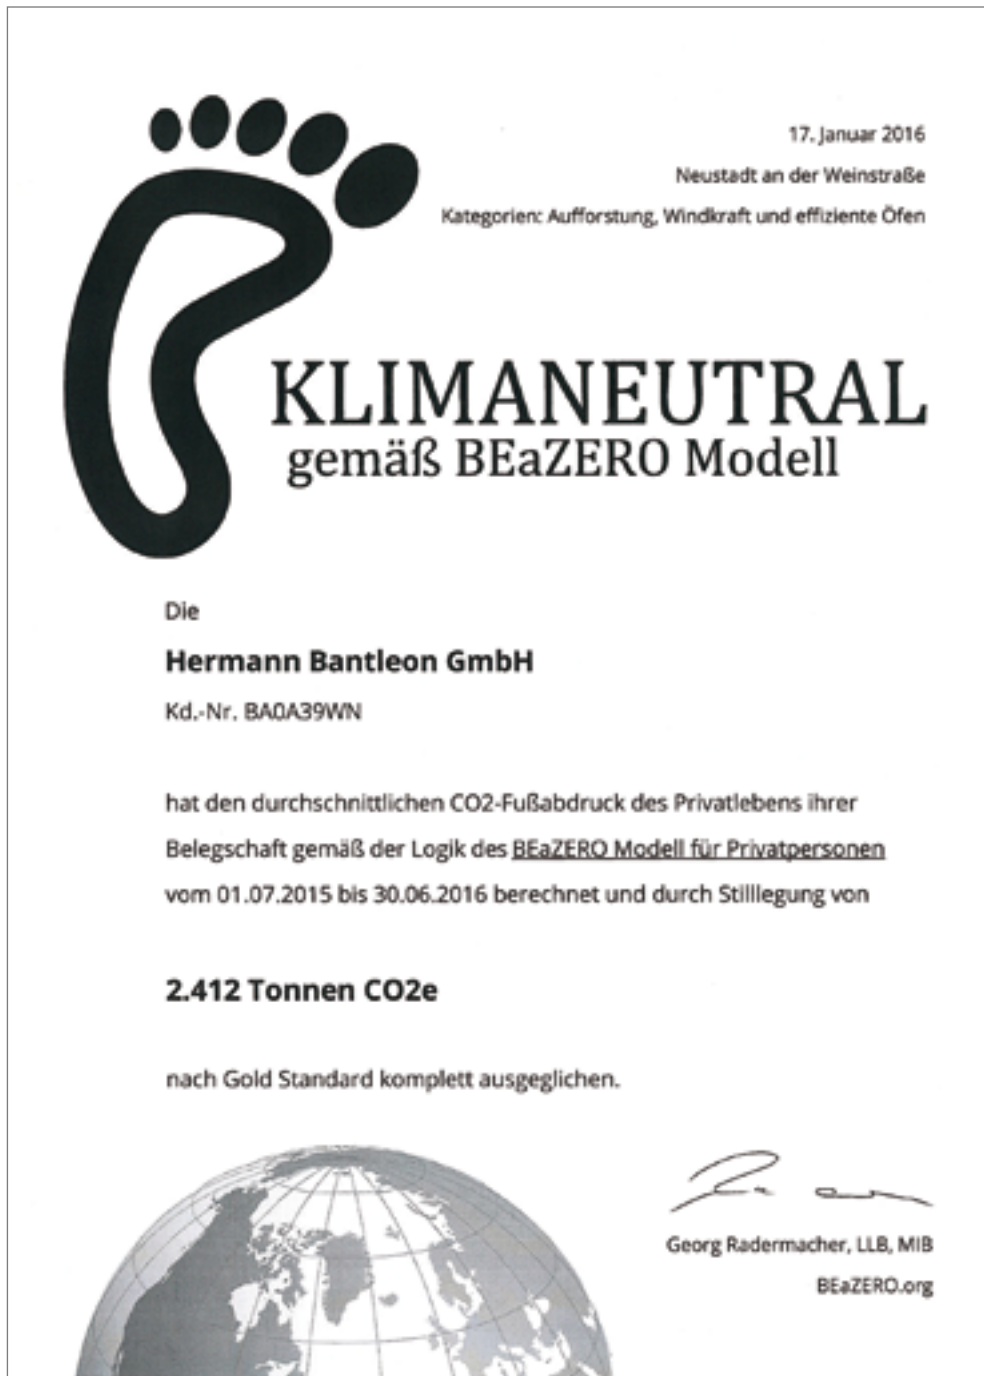 17. Januar 2016
Neustadt an der Weinstraße
Kategorien: Aufforstung, Windkraft und effiziente Öfen
KLIMANEUTRAL
gemäß BEaZERO Modell
Die
Hermann Bantleon GmbH
Kd.-Nr. BA0A39WN
hat den durchschnittlichen CO2-Fußabdruck des Privatlebens ihrer
Belegschaft gemäß der Logik des BEaZERO Modell für Privatpersonen
vom 01.07.2015 bis 30.06.2016 berechnet und durch Stilllegung von
2.412 Tonnen CO2e
nach Gold Standard komplett ausgeglichen.
Georg Radermacher, LLB, MIB
BEaZERO.org